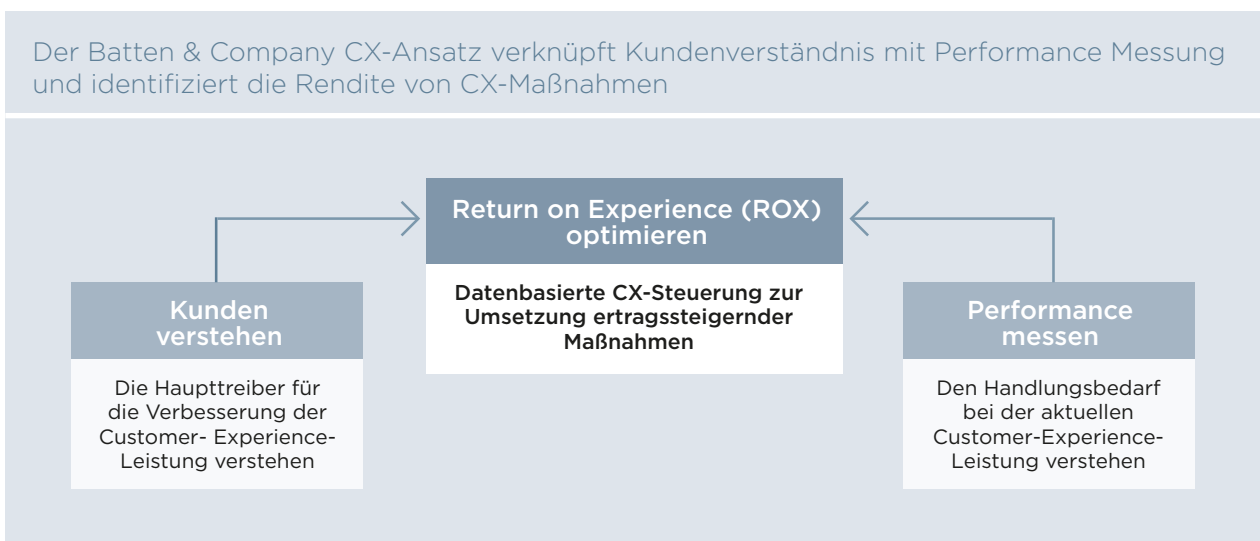 Der Batten & Company CX-Ansatz verknüpft Kundenverständnis mit Performance Messung
und identifiziert die Rendite von CX-Maßnahmen
Return on Experience (ROX)
optimieren
Datenbasierte CX-Steuerung zur
Umsetzung ertragssteigernder
Maßnahmen
Kunden
verstehen
Die Haupttreiber für
die Verbesserung der
Customer- Experience-
Leistung verstehen
Performance
messen
Den Handlungsbedarf
bei der aktuellen
Customer-Experience-
Leistung verstehen